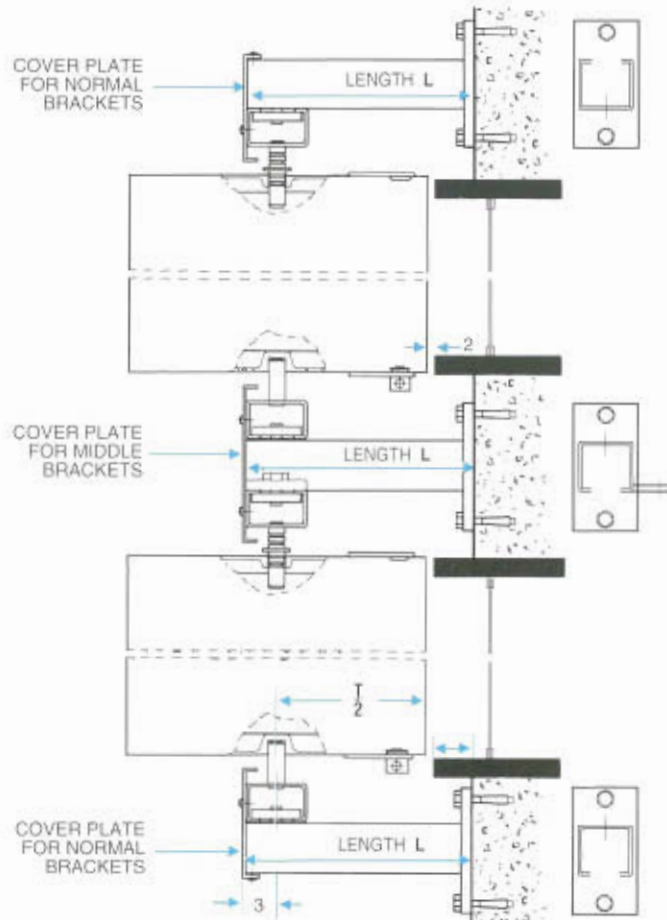 COVER PLATE
FOR NORMAL
BRACKETS
LENGTH L
2
COVER PLATE
FOR MIDDLE
BRACKETS
LENGTH L
T
2
COVER PLATE
FOR NORMAL
BRACKETS
LENGTH L
3